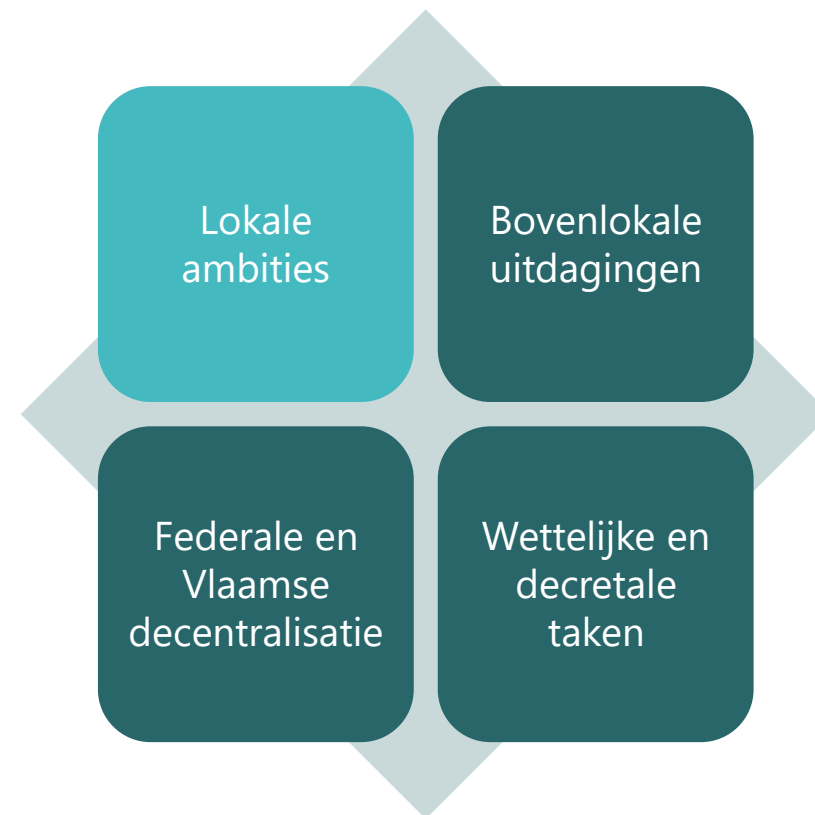 Lokale
ambities
Bovenlokale
uitdagingen
Federale en
Vlaamse
decentralisatie
Wettelijke en
decretale
taken